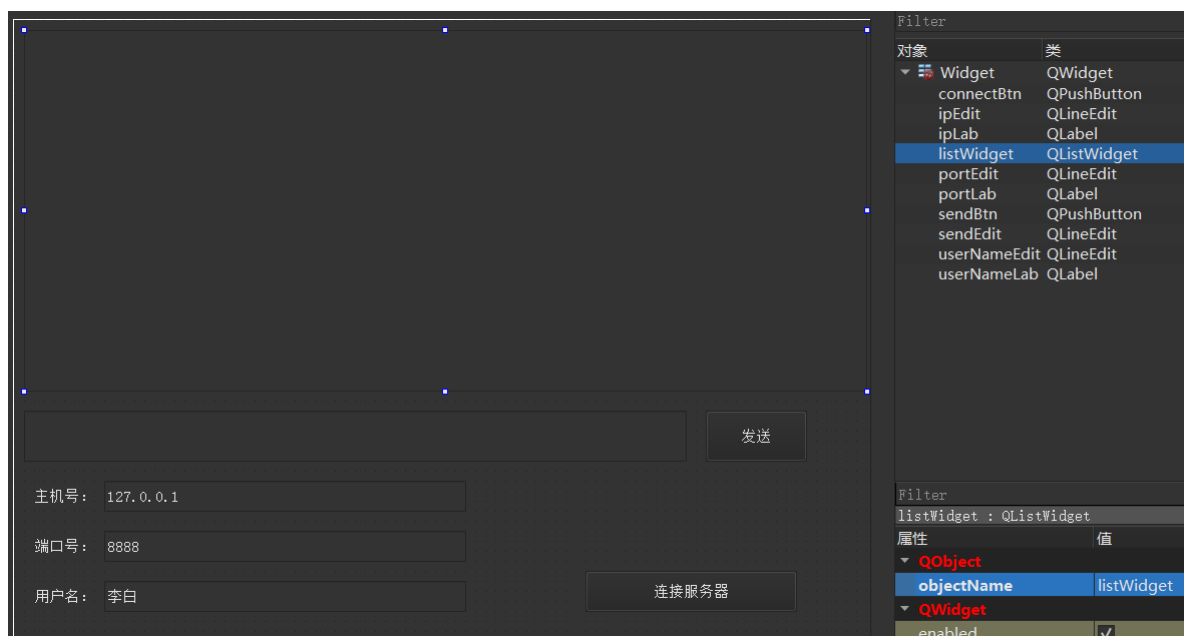 Filter
对象 类
Widget QWidget
connectBtn QPushButton
ipEdit QLineEdit
ipLab QLabel
listWidget QListWidget
portEdit QLineEdit
portLab QLabel
sendBtn QPushButton
sendEdit QLineEdit
userNameEdit QLineEdit
userNameLab QLabel
发送
主机号: 127.0.0.1
端口号: 8888
用户名: 李白
连接服务器
Filter
listWidget : QListWidget
属性 值
QObject
objectName listWidget
QWidget
enabled